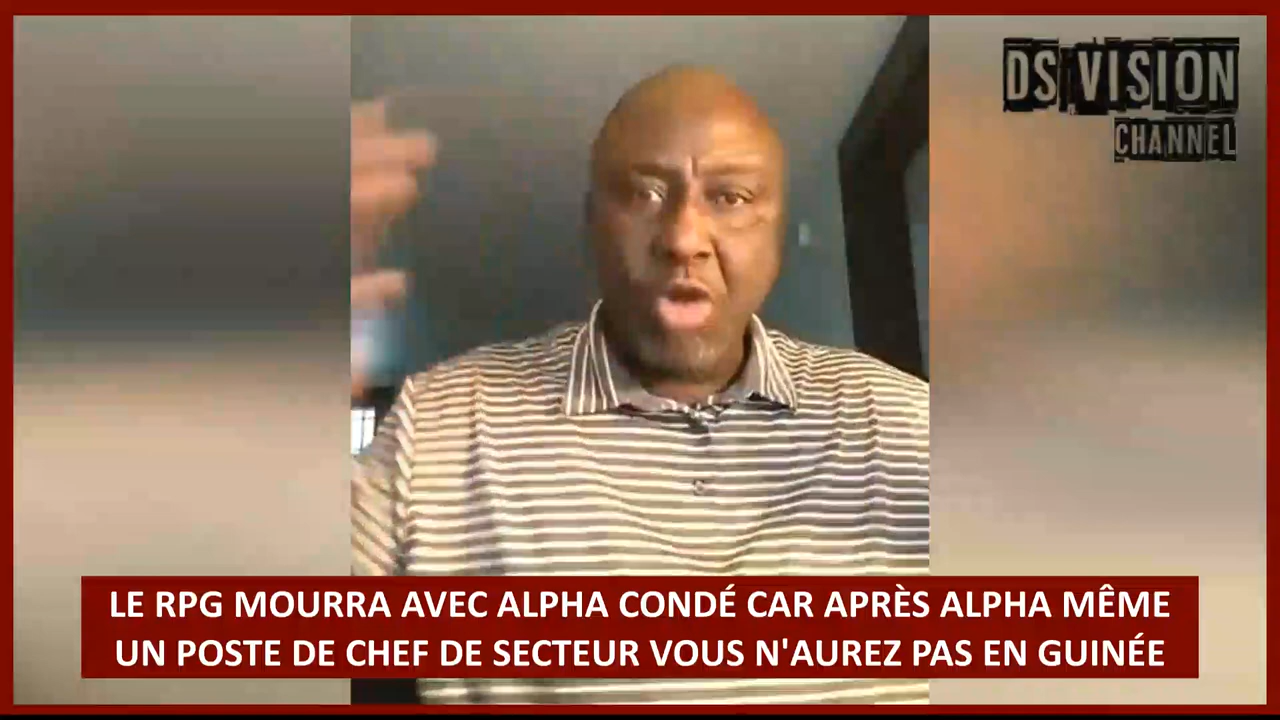 DS VISION
CHANNEL
LE RPG MOURRA AVEC ALPHA CONDÉ CAR APRÈS ALPHA MÊME
UN POSTE DE CHEF DE SECTEUR VOUS N'AUREZ PAS EN GUINÉE